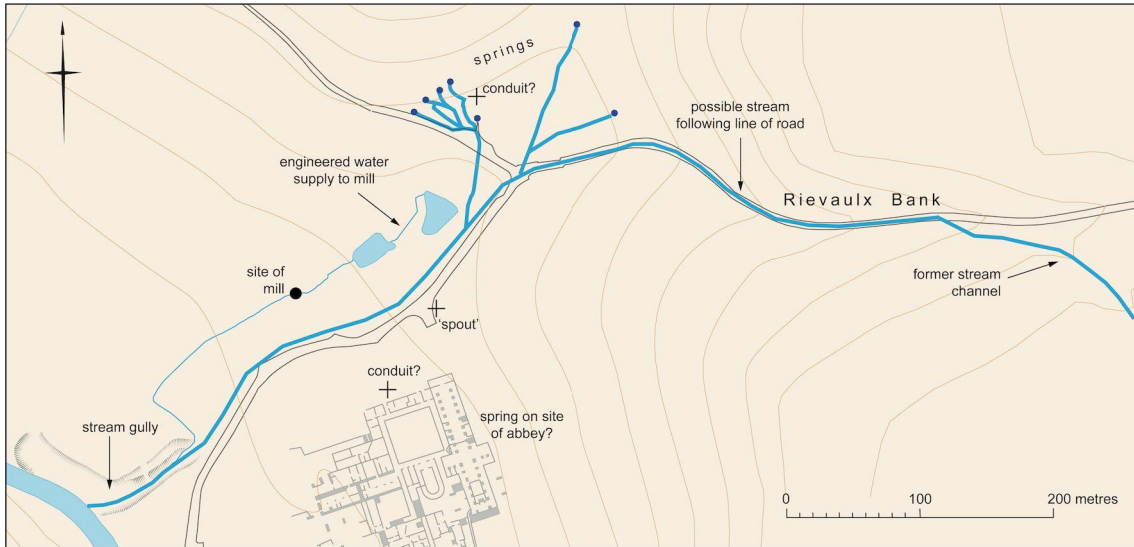 springs
conduit?
possible stream
following line of road
engineered water
supply to mill
Rievaulx Bank
site of
mill
former stream
channel
'spout'
conduit?
spring on site
of abbey?
stream gully
0
100
200 metres